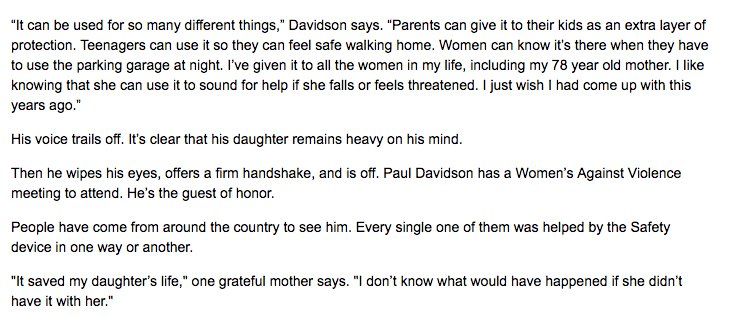 “It can be used for so many different things,” Davidson says. “Parents can give it to their kids as an extra layer of
protection. Teenagers can use it so they can feel safe walking home. Women can know it’s there when they have
to use the parking garage at night. I’ve given it to all the women in my life, including my 78 year old mother. I like
knowing that she can use it to sound for help if she falls or feels threatened. I just wish I had come up with this
years ago.”
His voice trails off. It’s clear that his daughter remains heavy on his mind.
Then he wipes his eyes, offers a firm handshake, and is off. Paul Davidson has a Women’s Against Violence
meeting to attend. He’s the guest of honor.
People have come from around the country to see him. Every single one of them was helped by the Safety
device in one way or another.
"It saved my daughter’s life," one grateful mother says. "I don’t know what would have happened if she didn’t
have it with her."